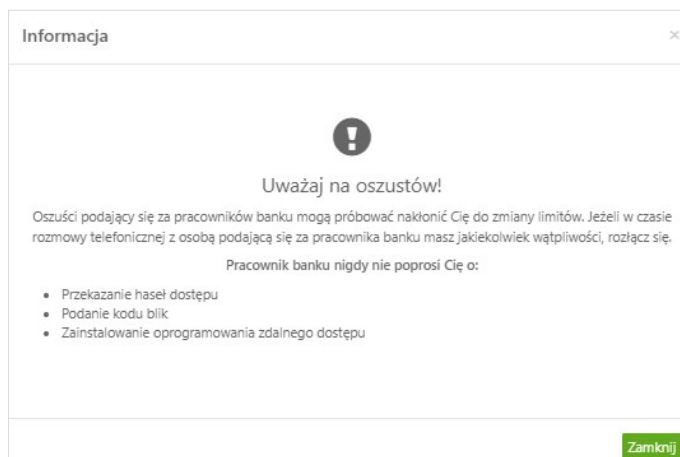 Informacja
×
Uważaj na oszustów!
Oszuści podający się za pracowników banku mogą próbować nakłonić Cię do zmiany limitów. Jeżeli w czasie
rozmowy telefonicznej z osobą podającą się za pracownika banku masz jakiekolwiek wątpliwości, rozłącz się.
Pracownik banku nigdy nie poprosi Cię o:
• Przekazanie haseł dostępu
• Podanie kodu blik
• Zainstalowanie oprogramowania zdalnego dostępu
Zamknij